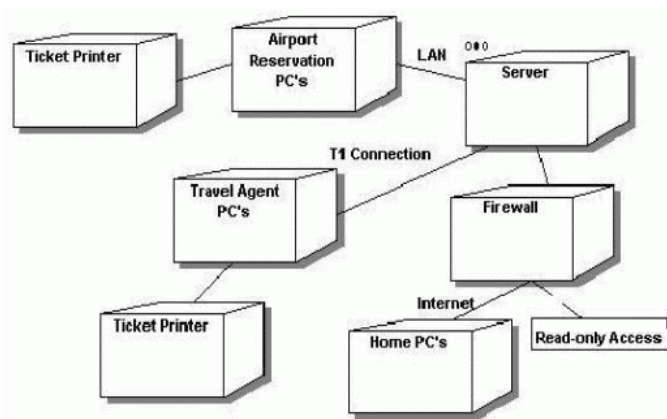 Ticket Printer
Airport
Reservation
PC's
LAN
Server
T1 Connection
Travel Agent
PC's
Firewall
Ticket Printer
Internet
Home PC's
Read-only Access